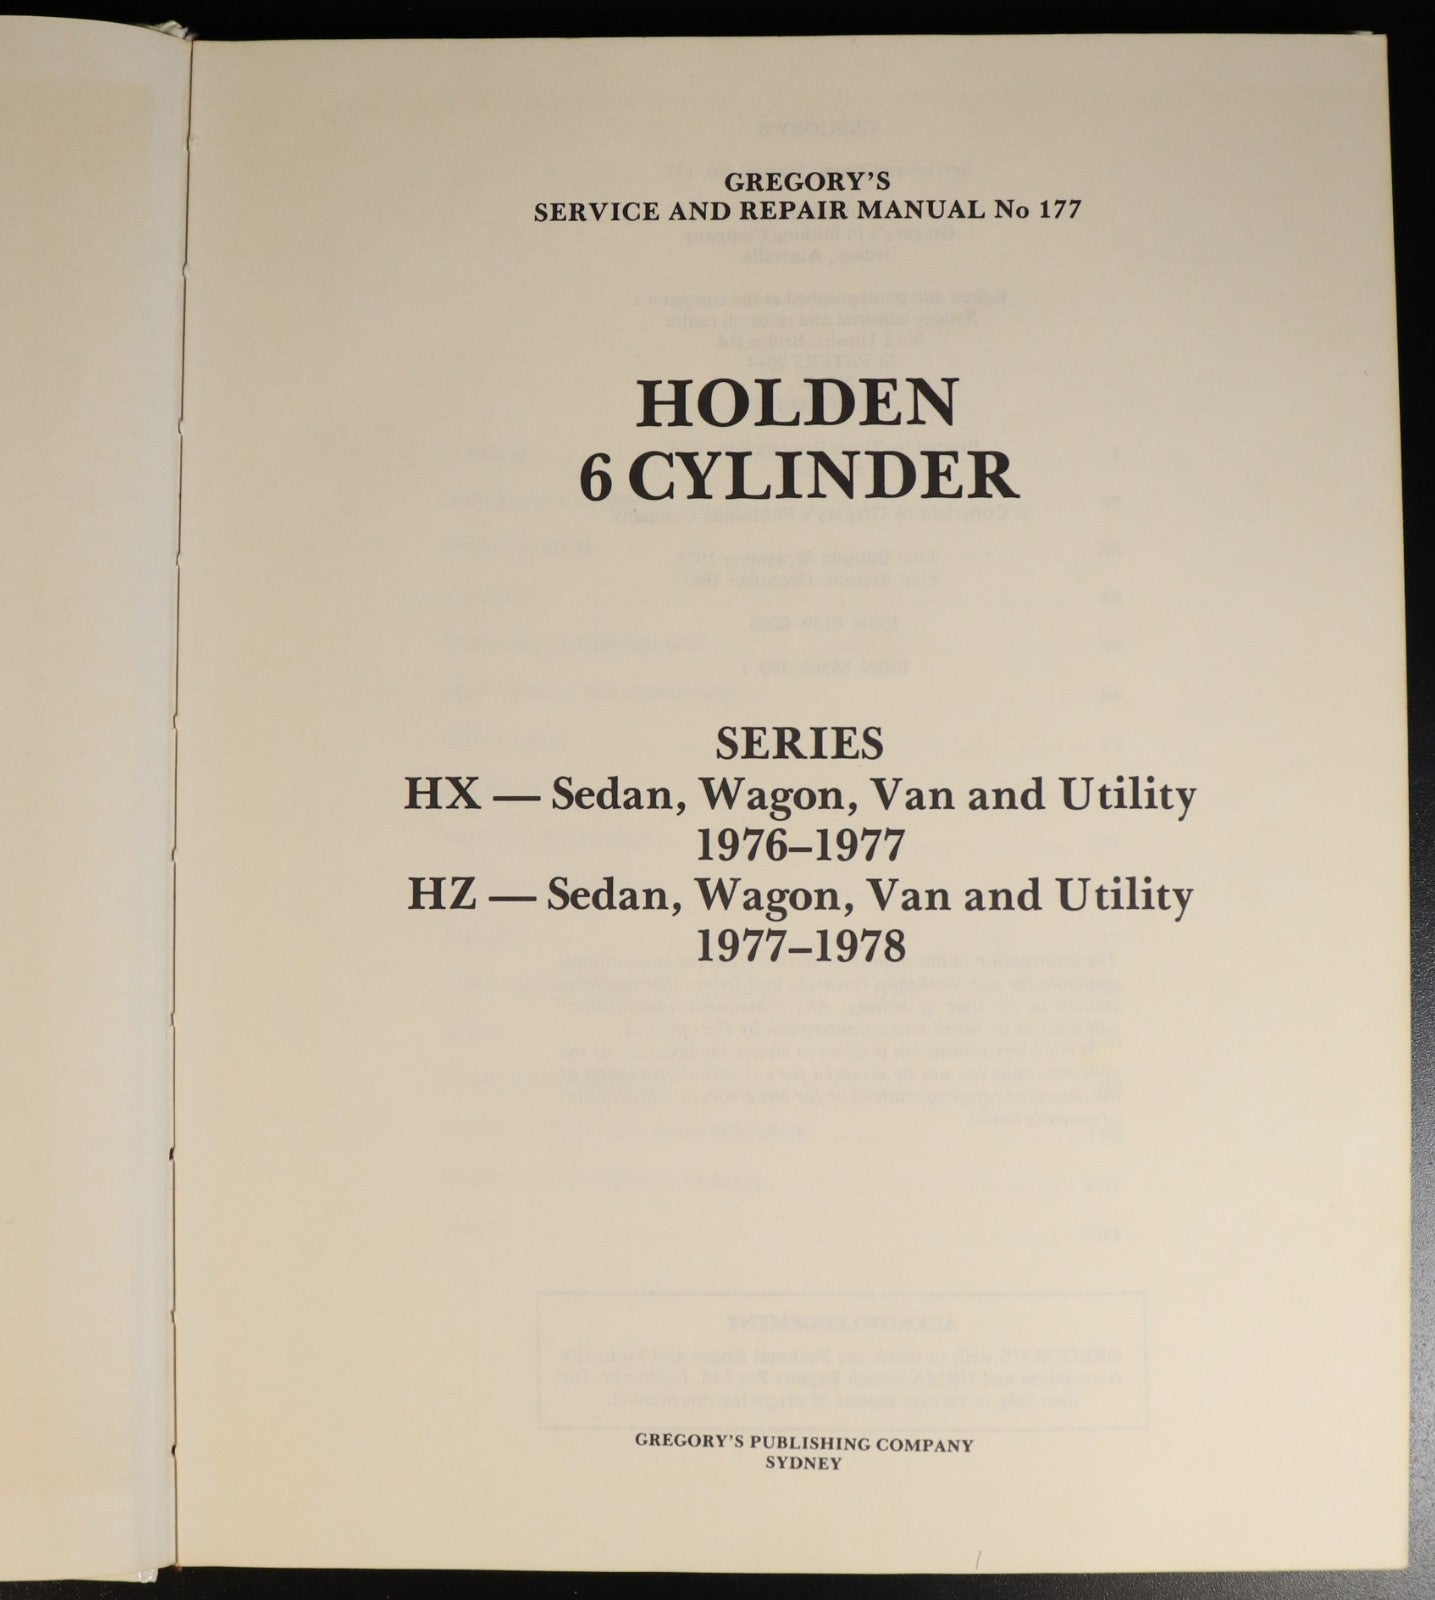 GREGORY'S
SERVICE AND REPAIR MANUAL No 177
HOLDEN
6 CYLINDER
SERIES
HX — Sedan, Wagon, Van and Utility
1976–1977
HZ — Sedan, Wagon, Van and Utility
1977–1978
GREGORY'S PUBLISHING COMPANY
SYDNEY